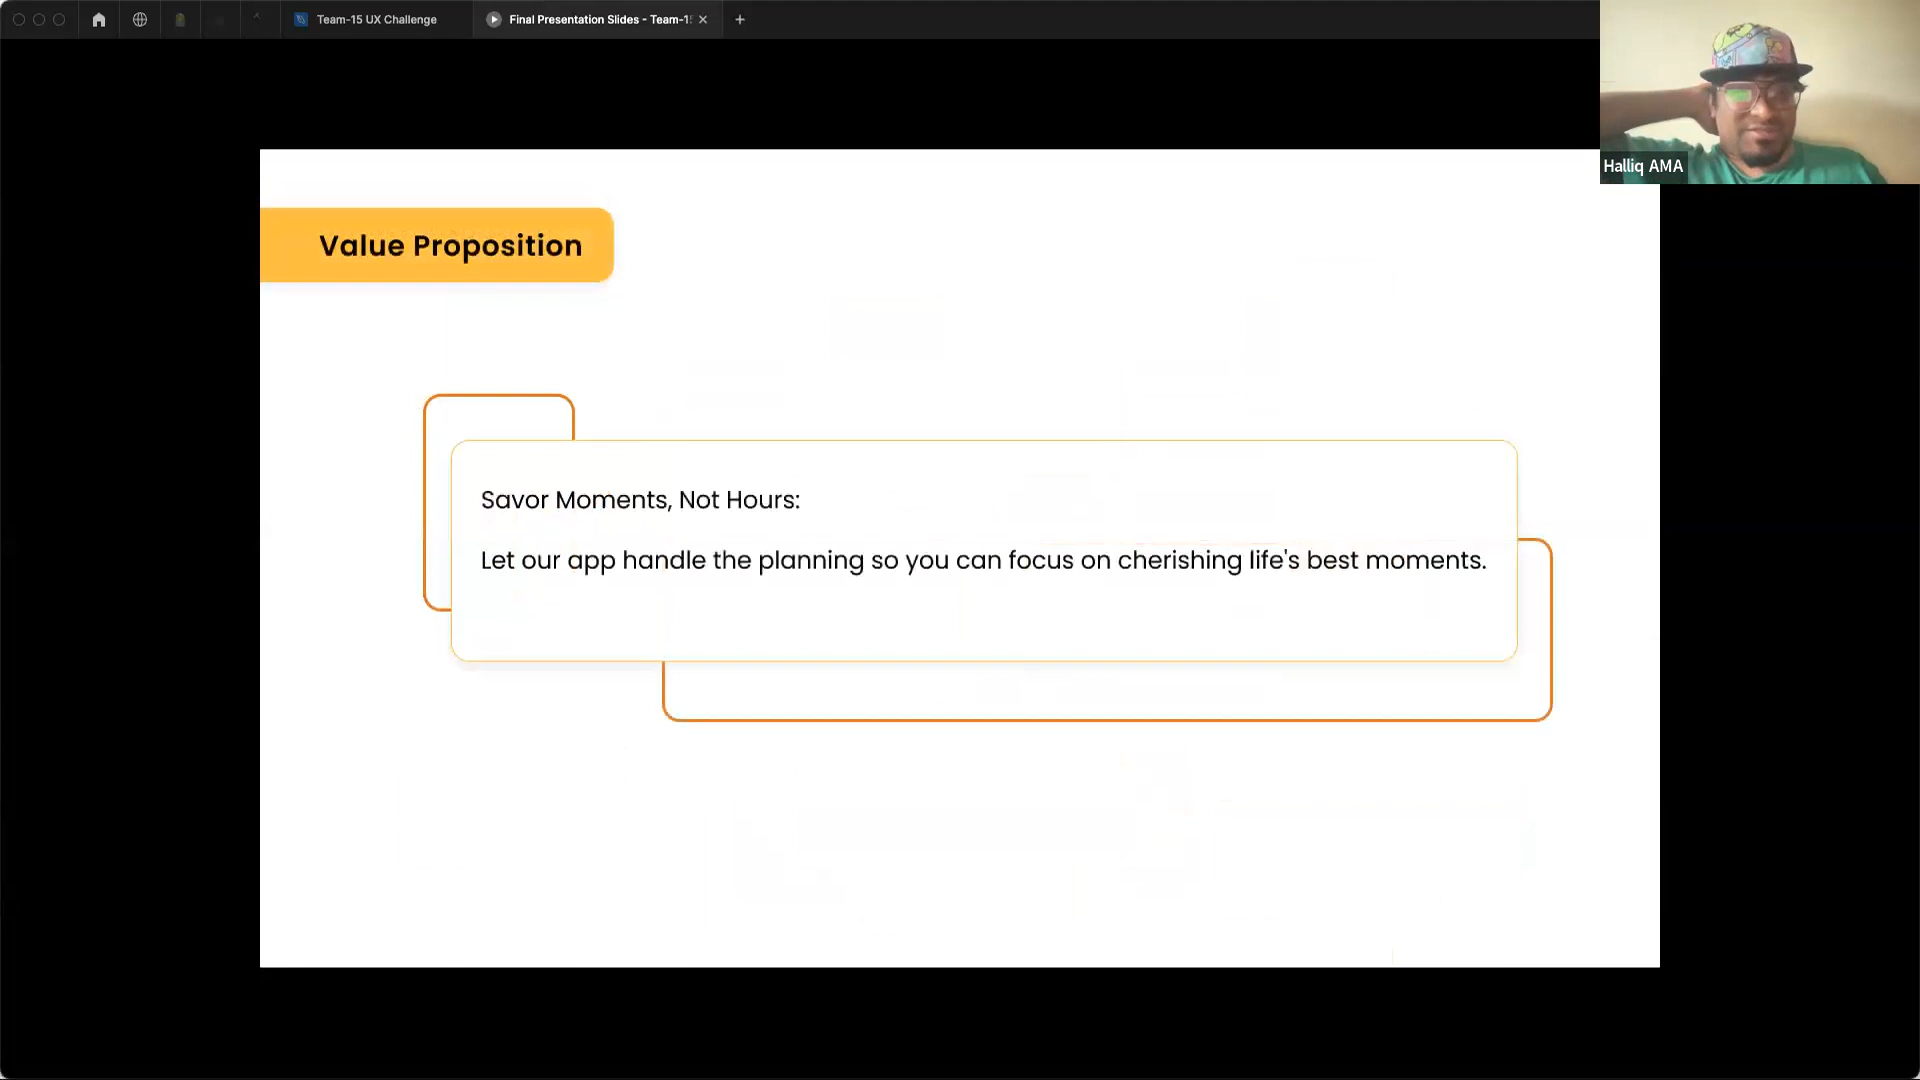 Team-15 UX Challenge
Final Presentation Slides - Team-1
Halliq AMA
Value Proposition
Savor Moments, Not Hours:
Let our app handle the planning so you can focus on cherishing life's best moments.